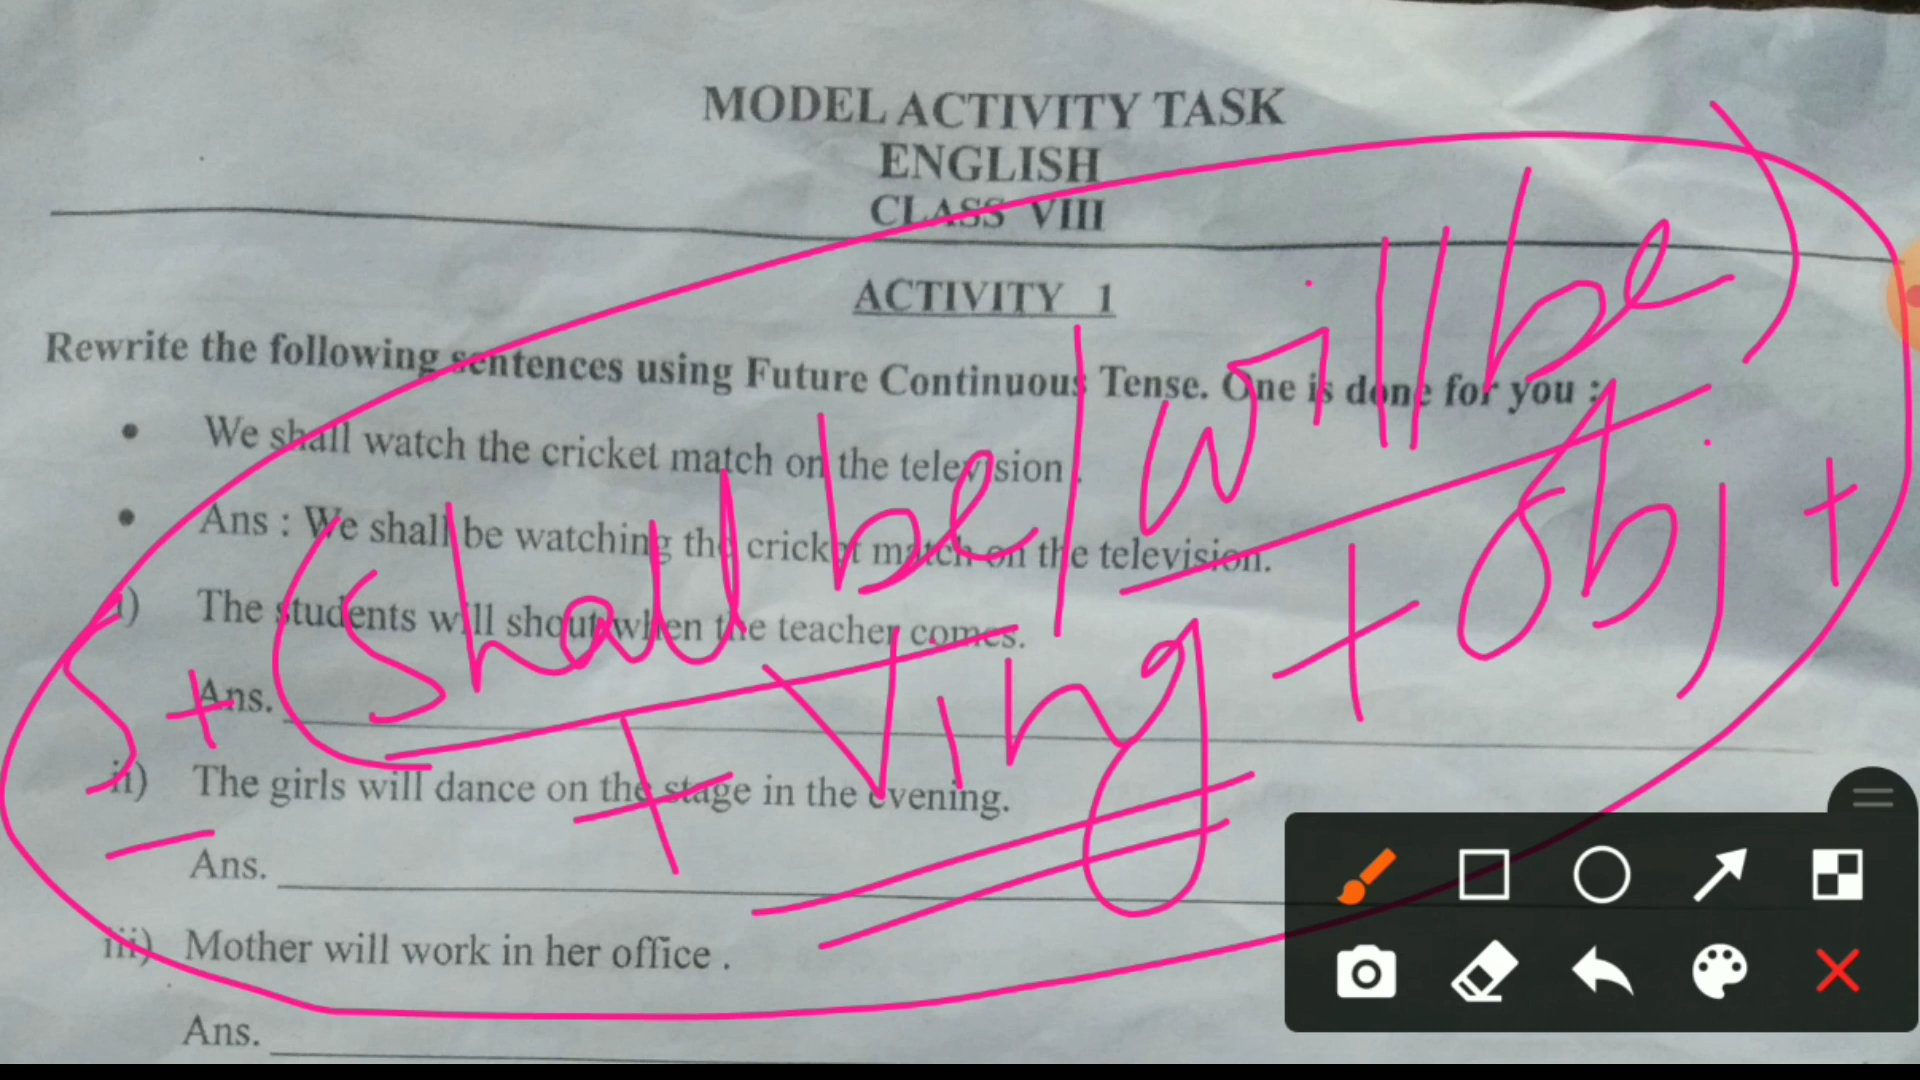 MODEL ACTIVITY TASK
ENGLISH
CLASS VIII
ACTIVITY 1
Rewrite the following sentences using Future Continuous Tense. One is done for you :
• We shall watch the cricket match on the television.
• Ans : We shall be watching the cricket match on the television.
i) The students will shout when the teacher comes.
Ans.
ii) The girls will dance on the stage in the evening.
Ans.
iii) Mother will work in her office .
Ans.
S + (shall be / will be)
+ Ving + obj +